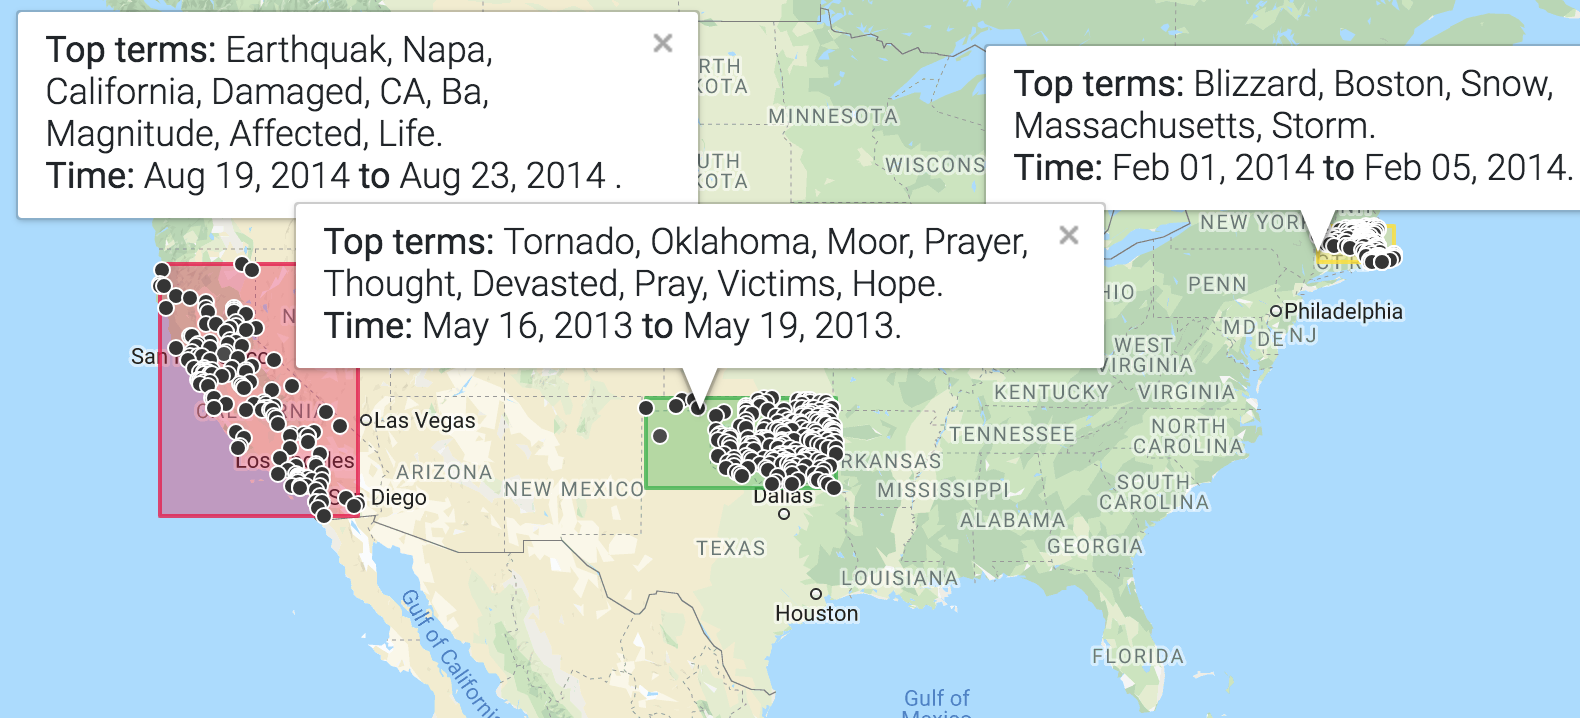 Top terms: Earthquak, Napa,
California, Damaged, CA, Ba,
Magnitude, Affected, Life.
Time: Aug 19, 2014 to Aug 23, 2014 .
×
Top terms: Blizzard, Boston, Snow,
Massachusetts, Storm.
Time: Feb 01, 2014 to Feb 05, 2014.
Top terms: Tornado, Oklahoma, Moor, Prayer,
Thought, Devasted, Pray, Victims, Hope.
Time: May 16, 2013 to May 19, 2013.
×
RTH
KOTA
MINNESOTA
UTH
KOTA
WISCONS
NEW YOR
HIO
PENN
Philadelphia
MD
DE
NJ
WEST
VIRGINIA
KENTUCKY
VIRGINIA
San
Las Vegas
CALIFORNIA
Los Angeles
San Diego
ARIZONA
NEW MEXICO
RKANSAS
TENNESSEE
NORTH
CAROLINA
Dallas
MISSISSIPPI
SOUTH
CAROLINA
ALABAMA
TEXAS
GEORGIA
LOUISIANA
Houston
Gulf of California
FLORIDA
Gulf of
Mexico